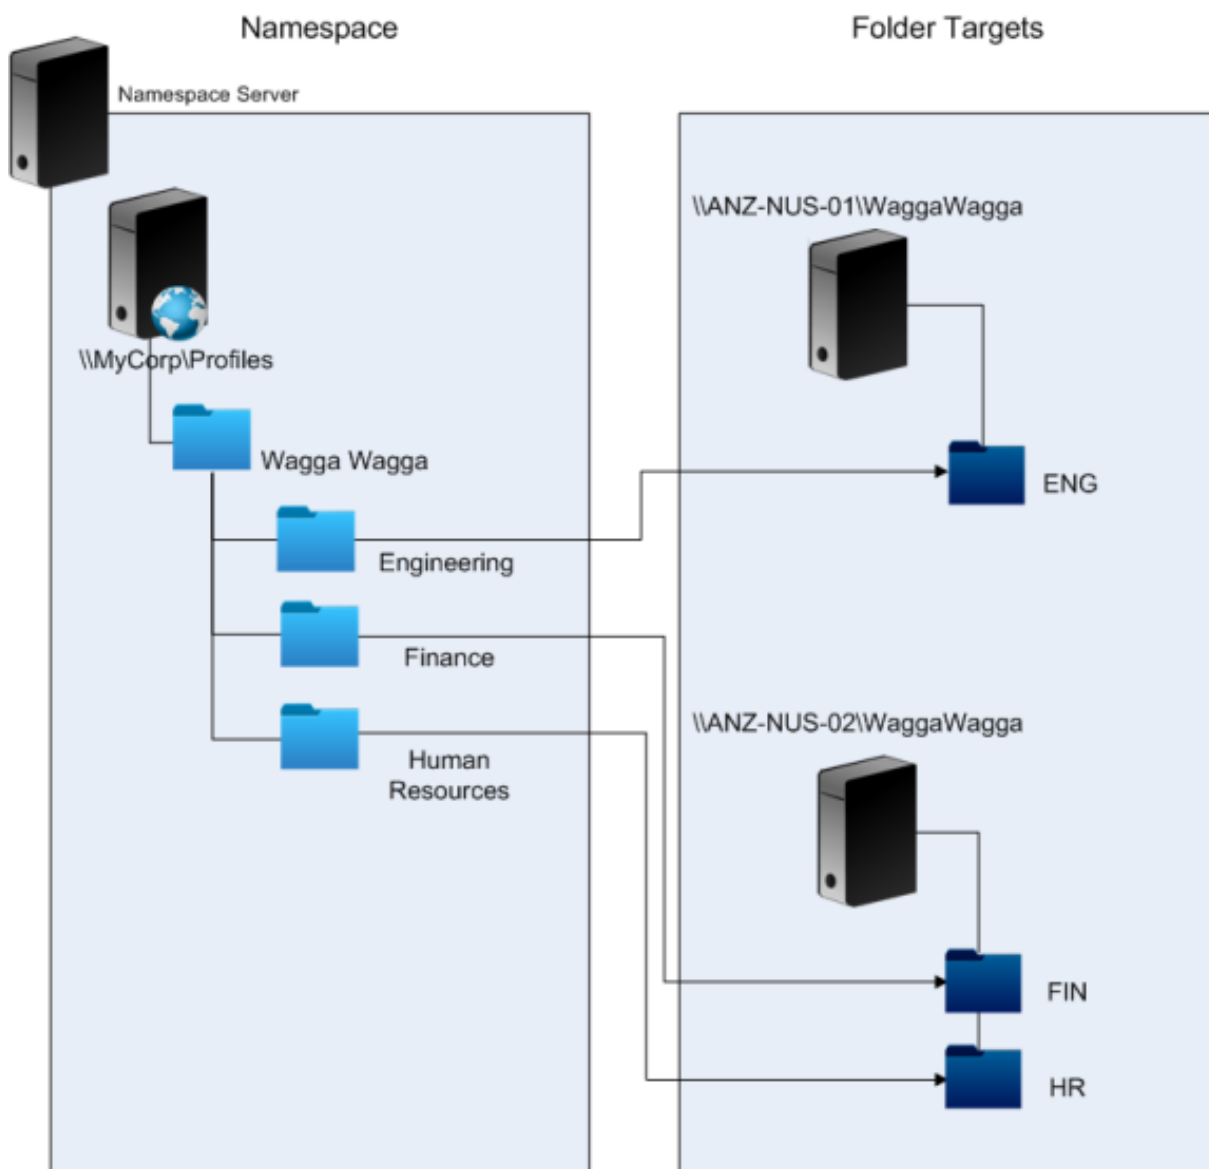 Namespace
Folder Targets
Namespace Server
\\MyCorp\Profiles
Wagga Wagga
Engineering
Finance
Human
Resources
\\ANZ-NUS-01\WaggaWagga
ENG
\\ANZ-NUS-02\WaggaWagga
FIN
HR